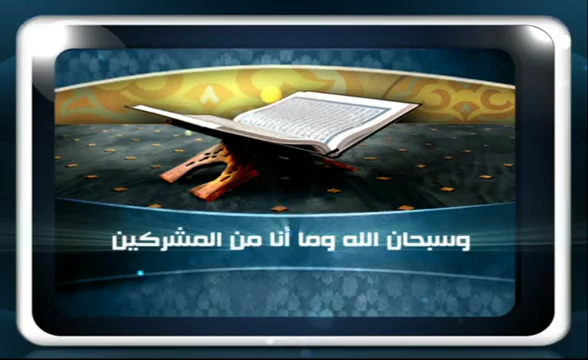 وسبحان الله وما أنا من المشركين